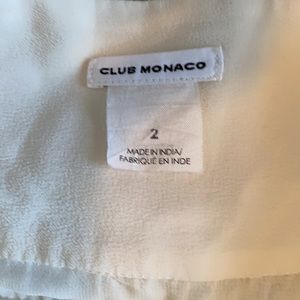 CLUB MONACO
2
MADE IN INDIA/
FABRIQUÉ EN INDE